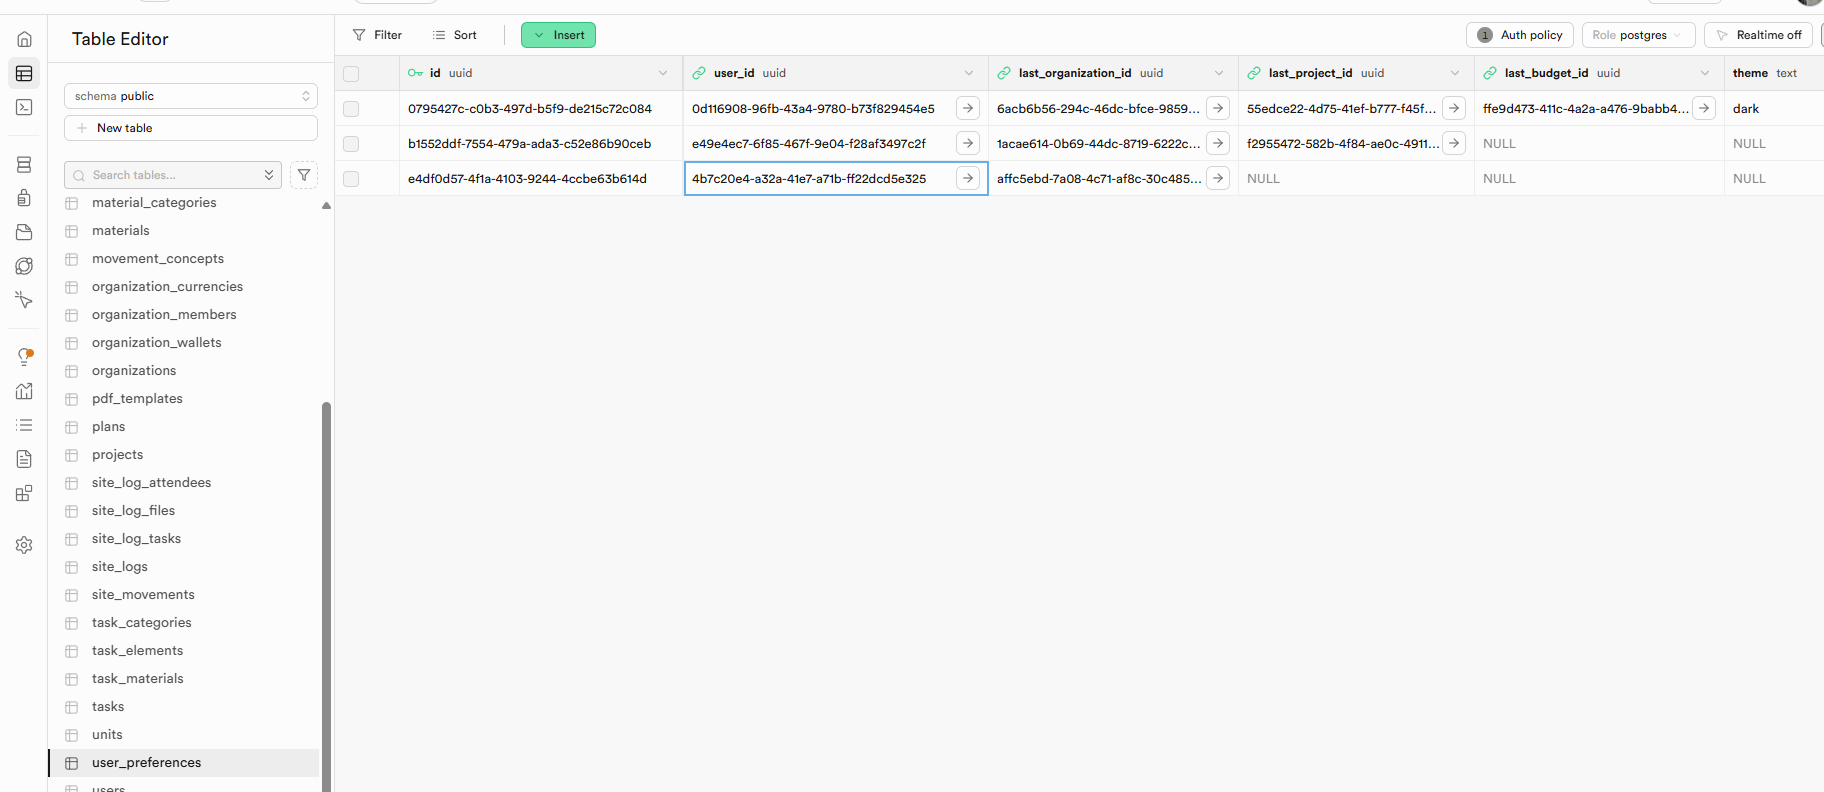 Table Editor
Filter
Sort
Insert
1 Auth policy
Role postgres
Realtime off
schema public
New table
Search tables...
material_categories
materials
movement_concepts
organization_currencies
organization_members
organization_wallets
organizations
pdf_templates
plans
projects
site_log_attendees
site_log_files
site_log_tasks
site_logs
site_movements
task_categories
task_elements
task_materials
tasks
units
user_preferences
users
id uuid user_id uuid last_organization_id uuid last_project_id uuid last_budget_id uuid theme text
0795427c-c0b3-497d-b5f9-de215c72c084 0d116908-96fb-43a4-9780-b73f829454e5 6acb6b56-294c-46dc-bfce-9859... 55edce22-4d75-41ef-b777-f45f... ffe9d473-411c-4a2a-a476-9babb4... dark
b1552ddf-7554-479a-ada3-c52e86b90ceb e49e4ec7-6f85-467f-9e04-f28af3497c2f 1acae614-0b69-44dc-8719-6222c... f2955472-582b-4f84-ae0c-4911... NULL NULL
e4df0d57-4f1a-4103-9244-4ccbe63b614d 4b7c20e4-a32a-41e7-a71b-ff22dcd5e325 affc5ebd-7a08-4c71-af8c-30c485... NULL NULL NULL